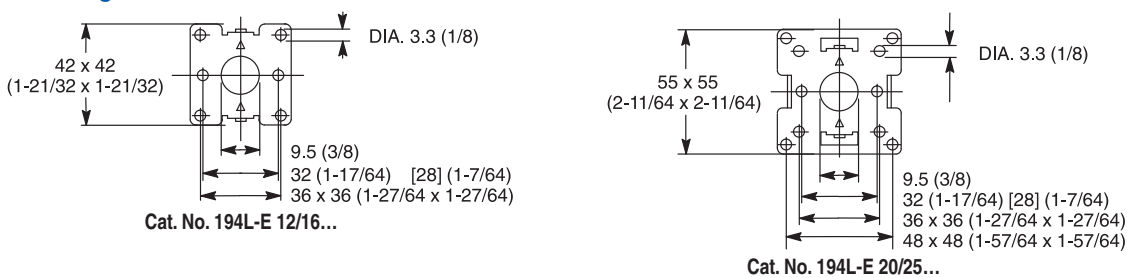 42 x 42
(1-21/32 x 1-21/32)
DIA. 3.3 (1/8)
9.5 (3/8)
32 (1-17/64) [28] (1-7/64)
36 x 36 (1-27/64 x 1-27/64)
Cat. No. 194L-E 12/16...
55 x 55
(2-11/64 x 2-11/64)
DIA. 3.3 (1/8)
9.5 (3/8)
32 (1-17/64) [28] (1-7/64)
36 x 36 (1-27/64 x 1-27/64)
48 x 48 (1-57/64 x 1-57/64)
Cat. No. 194L-E 20/25...